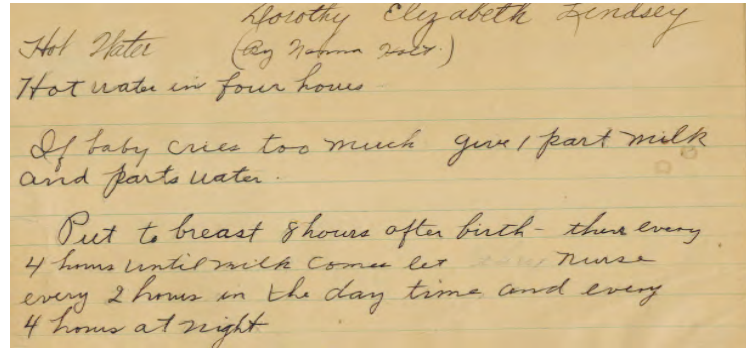 Dorothy Elizabeth Lindsey
Hot Water (By Nonna
Hot water in four hours
If baby cries too much give 1 part milk
and parts water.
Put to breast 8 hours after birth - then every
4 hours until milk comes let nurse
every 2 hours in the day time and every
4 hours at night